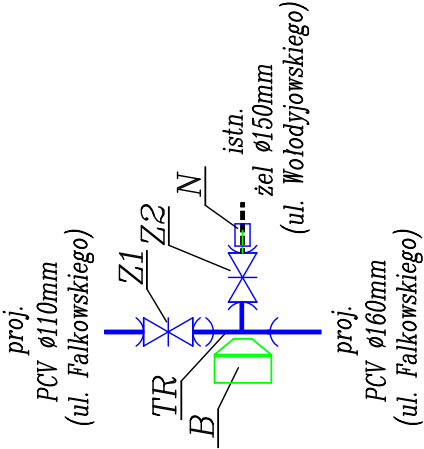 proj.
PCV ø110mm
(ul. Falkowskiego)
Z1
Z2
N
istn.
żel ø150mm
(ul. Wołodyjowskiego)
TR
B
proj.
PCV ø160mm
(ul. Falkowskiego)